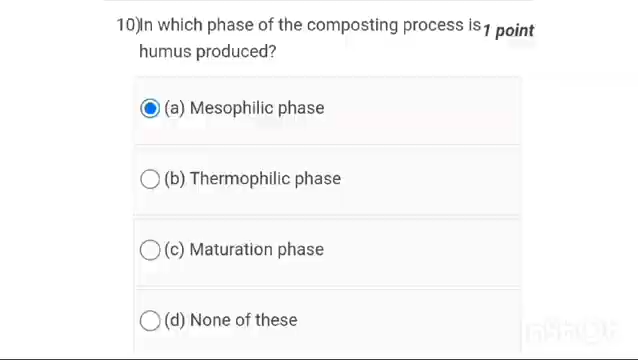 10)In which phase of the composting process is 1 point
humus produced?
(a) Mesophilic phase
(b) Thermophilic phase
(c) Maturation phase
(d) None of these